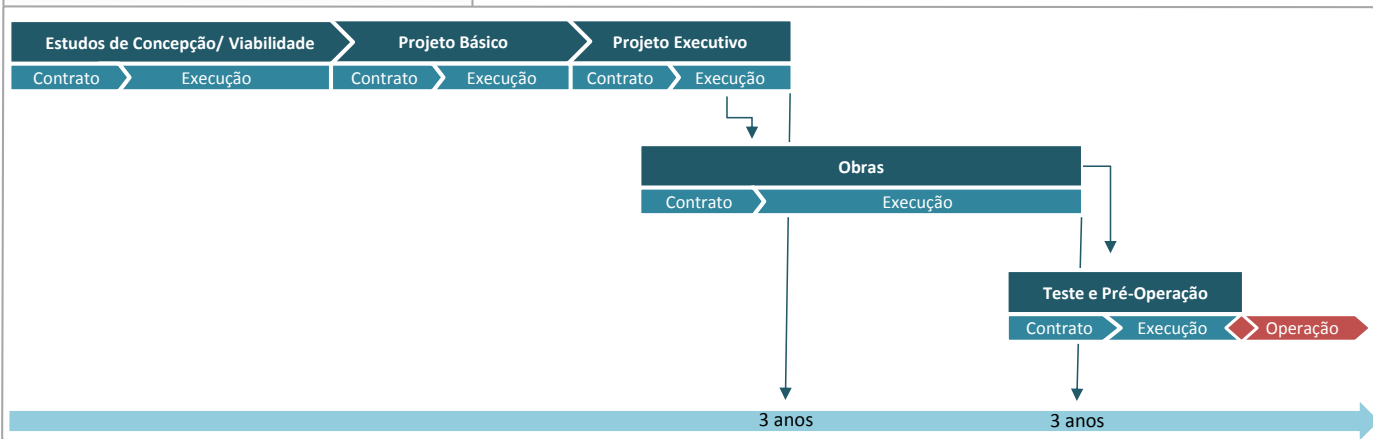 Estudos de Concepção/ Viabilidade
Projeto Básico
Projeto Executivo
Contrato
Execução
Contrato
Execução
Contrato
Execução
Obras
Contrato
Execução
Teste e Pré-Operação
Contrato
Execução
Operação
3 anos
3 anos